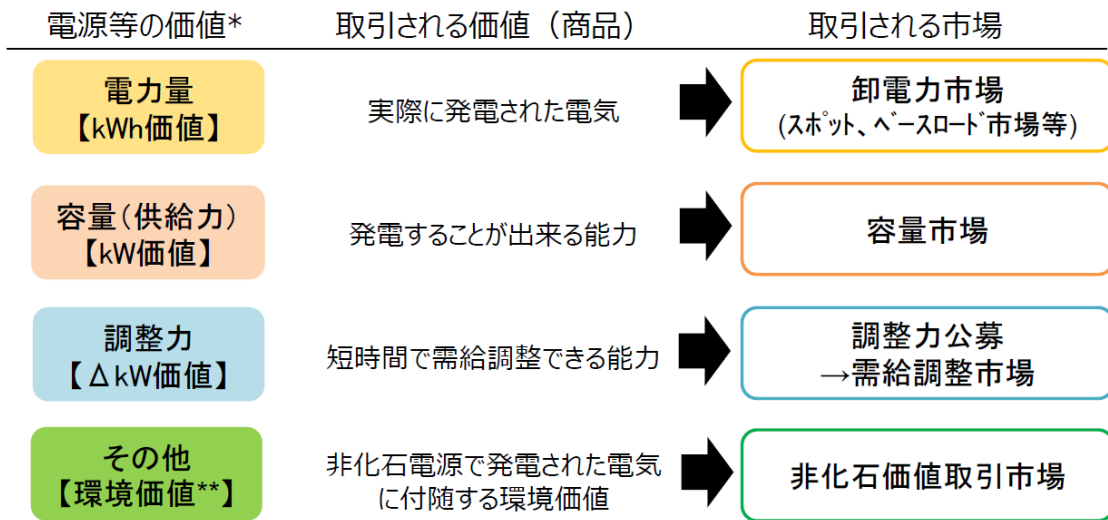 電源等の価値*
取引される価値（商品）
取引される市場
電力量
【kWh価値】
実際に発電された電気
卸電力市場
(ｽﾎﾟｯﾄ、ﾍﾞｰｽﾛｰﾄﾞ市場等)
容量(供給力)
【kW価値】
発電することが出来る能力
容量市場
調整力
【ΔkW価値】
短時間で需給調整できる能力
調整力公募
→需給調整市場
その他
【環境価値**】
非化石電源で発電された電気
に付随する環境価値
非化石価値取引市場